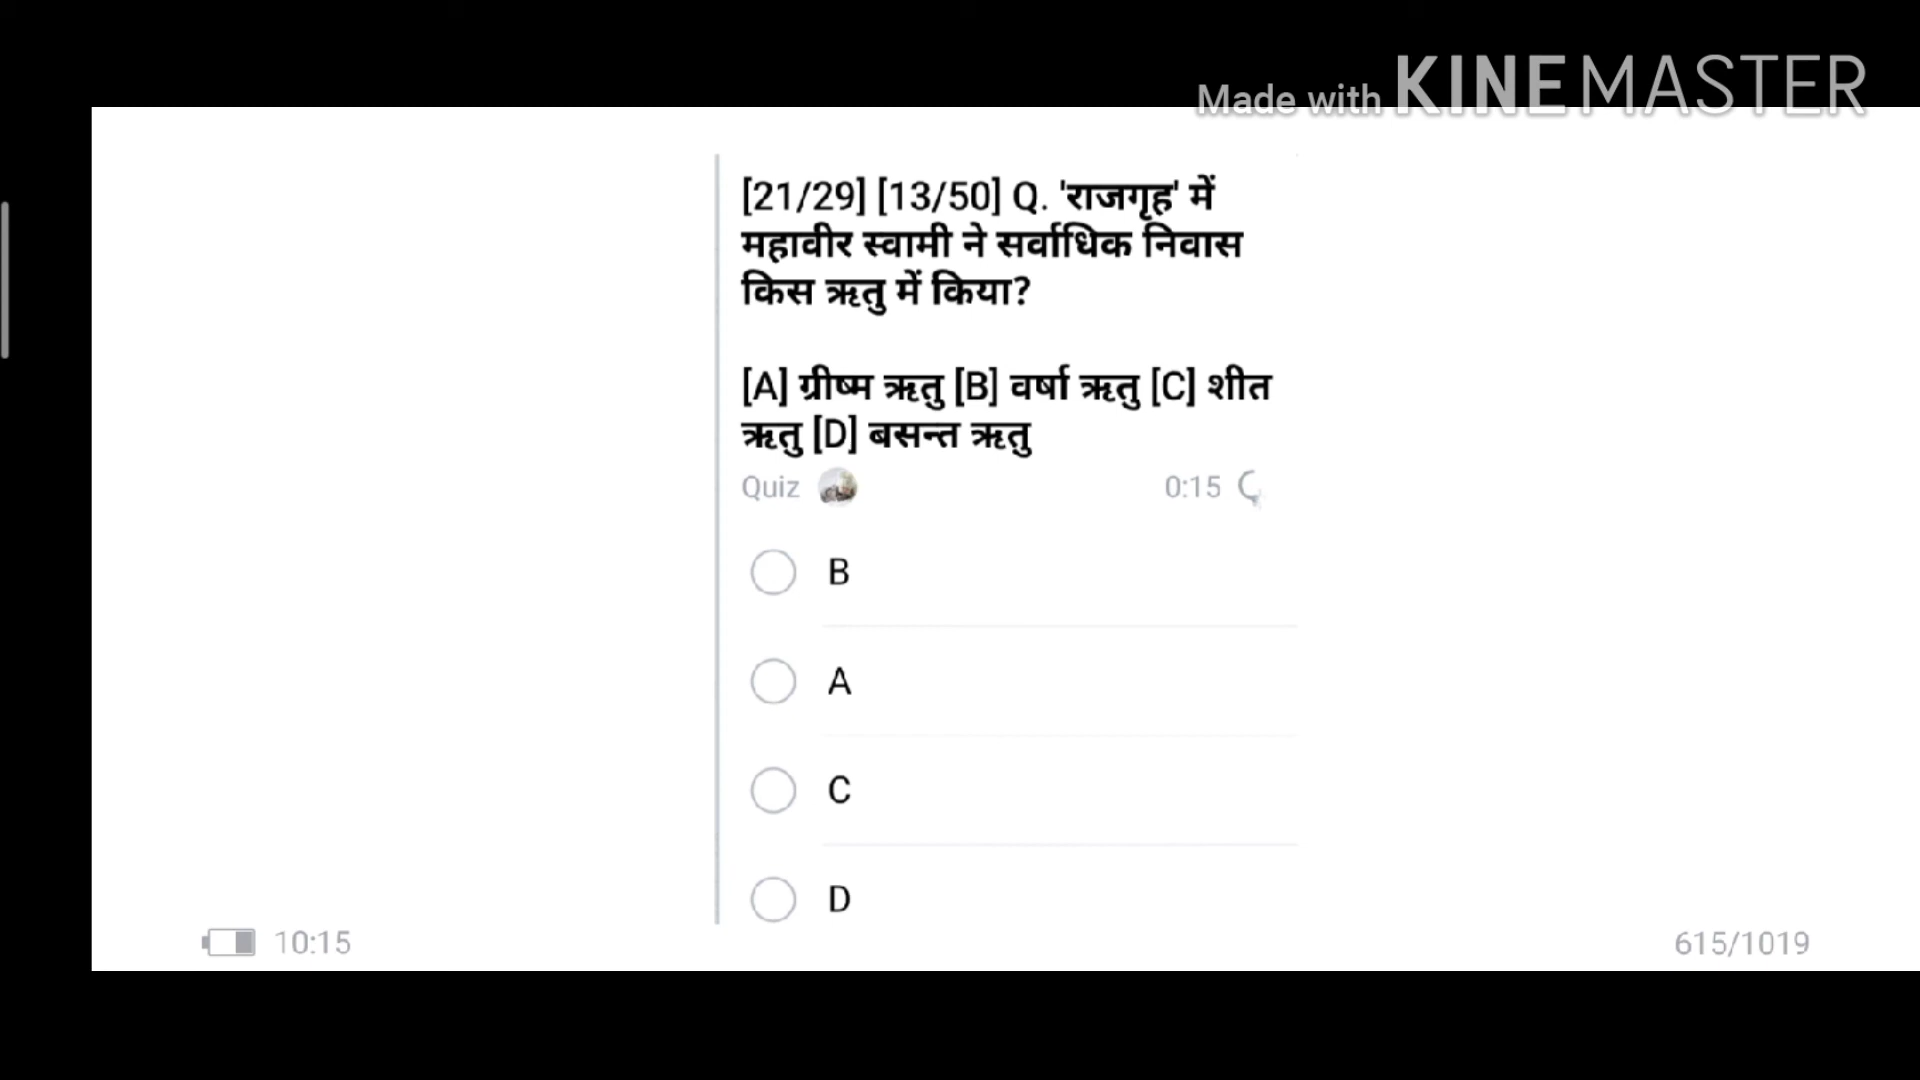 Made with KINEMASTER
[21/29] [13/50] Q. 'राजगृह' में
महावीर स्वामी ने सर्वाधिक निवास
किस ऋतु में किया?
[A] ग्रीष्म ऋतु [B] वर्षा ऋतु [C] शीत
ऋतु [D] बसन्त ऋतु
Quiz 0:15
B
A
C
D
10:15 615/1019